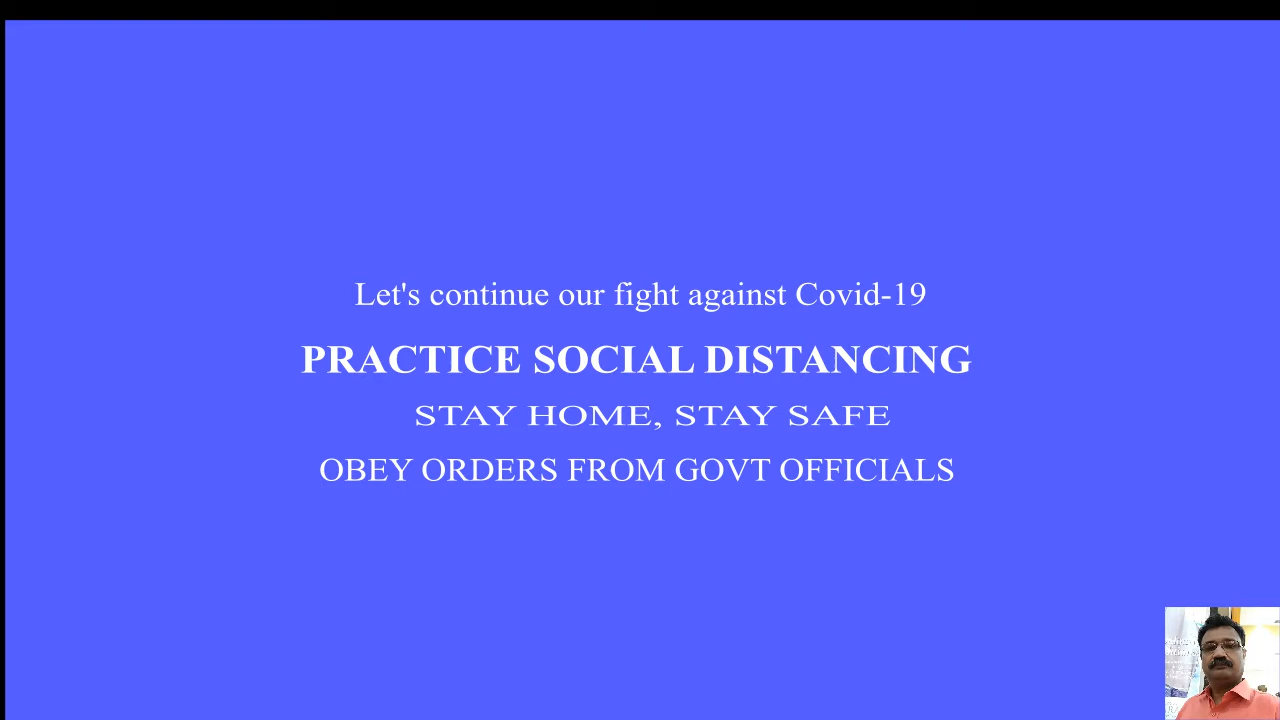 Let's continue our fight against Covid-19
PRACTICE SOCIAL DISTANCING
STAY HOME, STAY SAFE
OBEY ORDERS FROM GOVT OFFICIALS